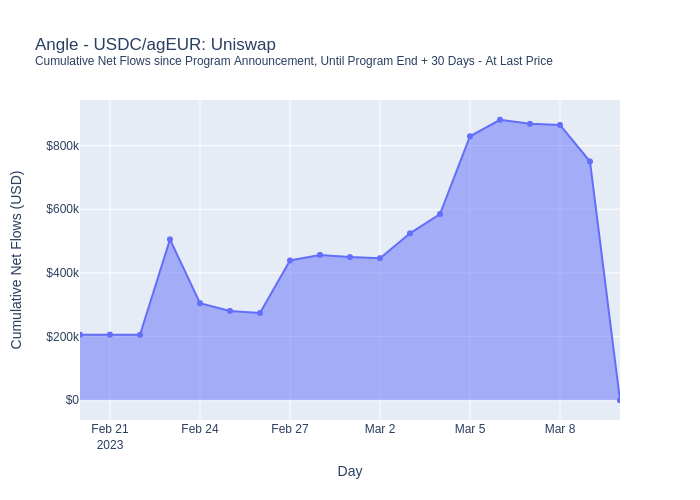 Angle - USDC/agEUR: Uniswap
Cumulative Net Flows since Program Announcement, Until Program End + 30 Days - At Last Price
Cumulative Net Flows (USD)
$800k
$600k
$400k
$200k
$0
Feb 21 Feb 24 Feb 27 Mar 2 Mar 5 Mar 8
2023
Day